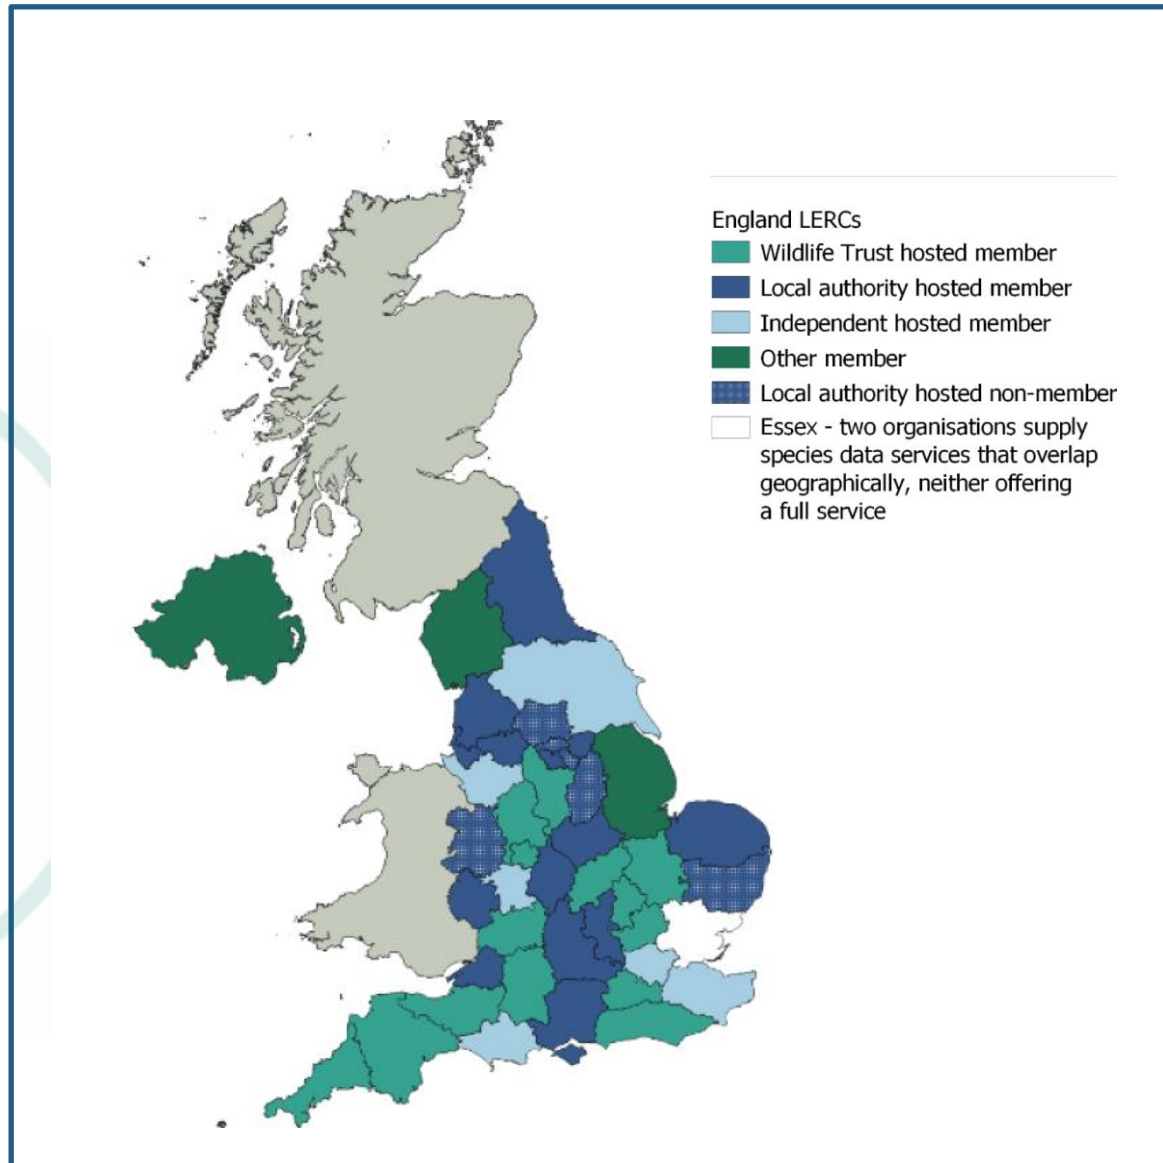 England LERCs
Wildlife Trust hosted member
Local authority hosted member
Independent hosted member
Other member
Local authority hosted non-member
Essex - two organisations supply
species data services that overlap
geographically, neither offering
a full service